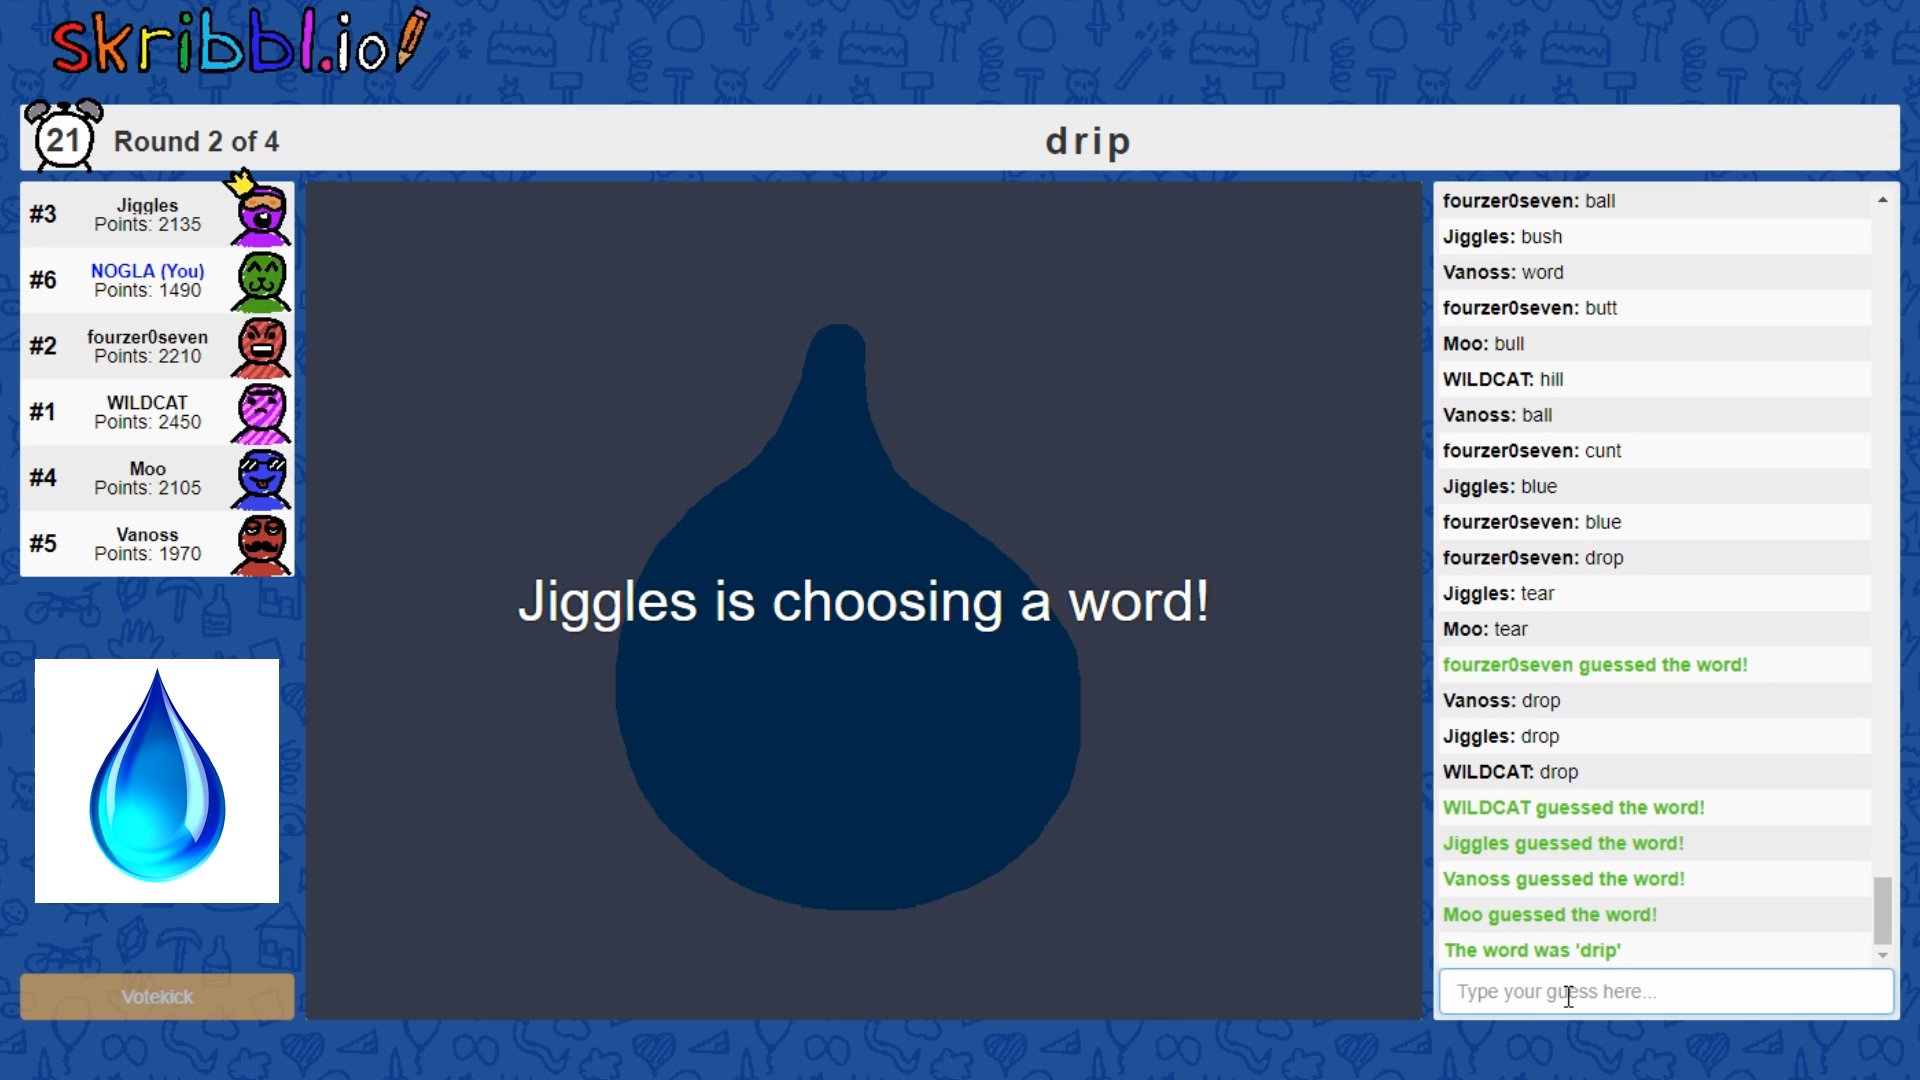 skribbl.io
21
Round 2 of 4
drip
#3
Jiggles
Points: 2135
#6
NOGLA (You)
Points: 1490
#2
fourzer0seven
Points: 2210
#1
WILDCAT
Points: 2450
#4
Moo
Points: 2105
#5
Vanoss
Points: 1970
Votekick
Jiggles is choosing a word!
fourzer0seven: ball
Jiggles: bush
Vanoss: word
fourzer0seven: butt
Moo: bull
WILDCAT: hill
Vanoss: ball
fourzer0seven: cunt
Jiggles: blue
fourzer0seven: blue
fourzer0seven: drop
Jiggles: tear
Moo: tear
fourzer0seven guessed the word!
Vanoss: drop
Jiggles: drop
WILDCAT: drop
WILDCAT guessed the word!
Jiggles guessed the word!
Vanoss guessed the word!
Moo guessed the word!
The word was 'drip'
Type your guess here...